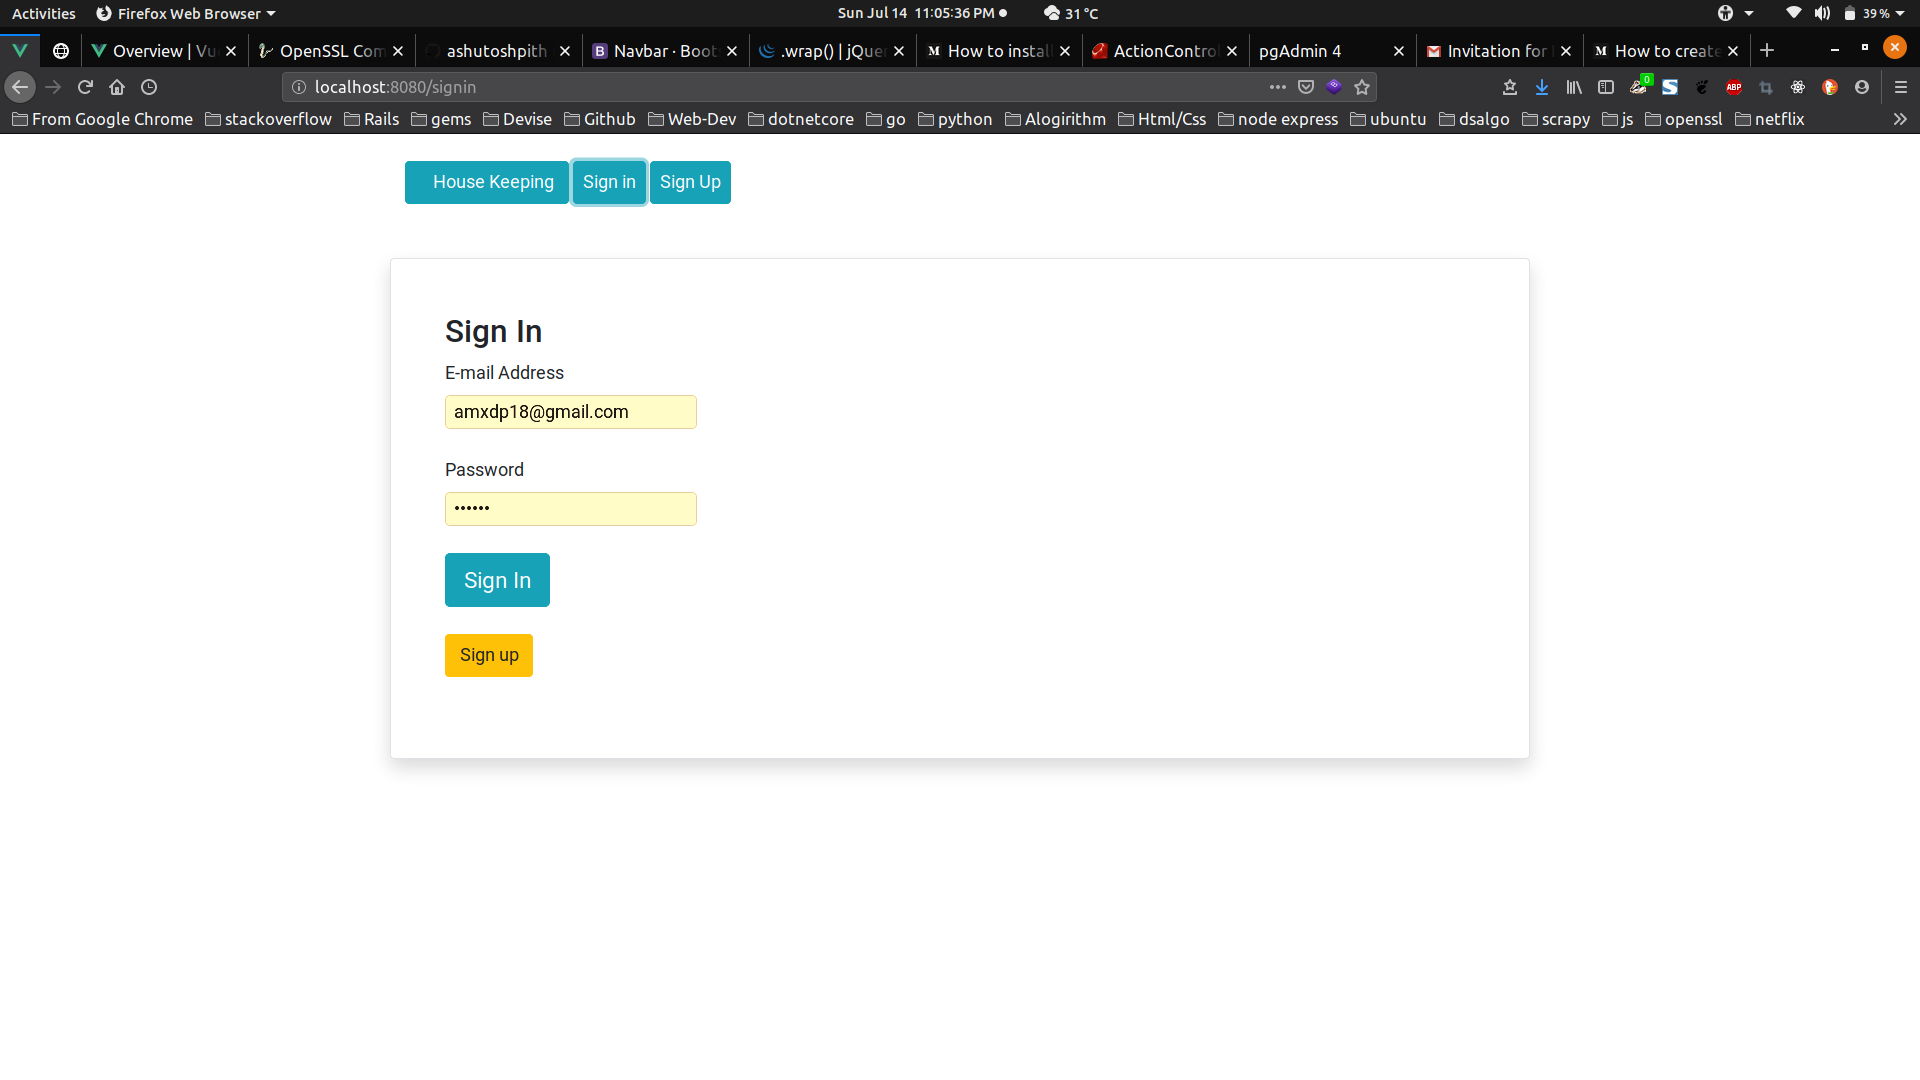 Activities Firefox Web Browser Sun Jul 14 11:05:36 PM 31 °C 39 %
Overview | Vu OpenSSL Com ashutoshpith Navbar · Boot .wrap() | jQue How to install ActionContro pgAdmin 4 Invitation for How to create
localhost:8080/signin 0 ABP
From Google Chrome stackoverflow Rails gems Devise Github Web-Dev dotnetcore go python Alogirithm Html/Css node express ubuntu dsalgo scrapy js openssl netflix
House Keeping Sign in Sign Up
Sign In
E-mail Address
amxdp18@gmail.com
Password
••••••
Sign In
Sign up